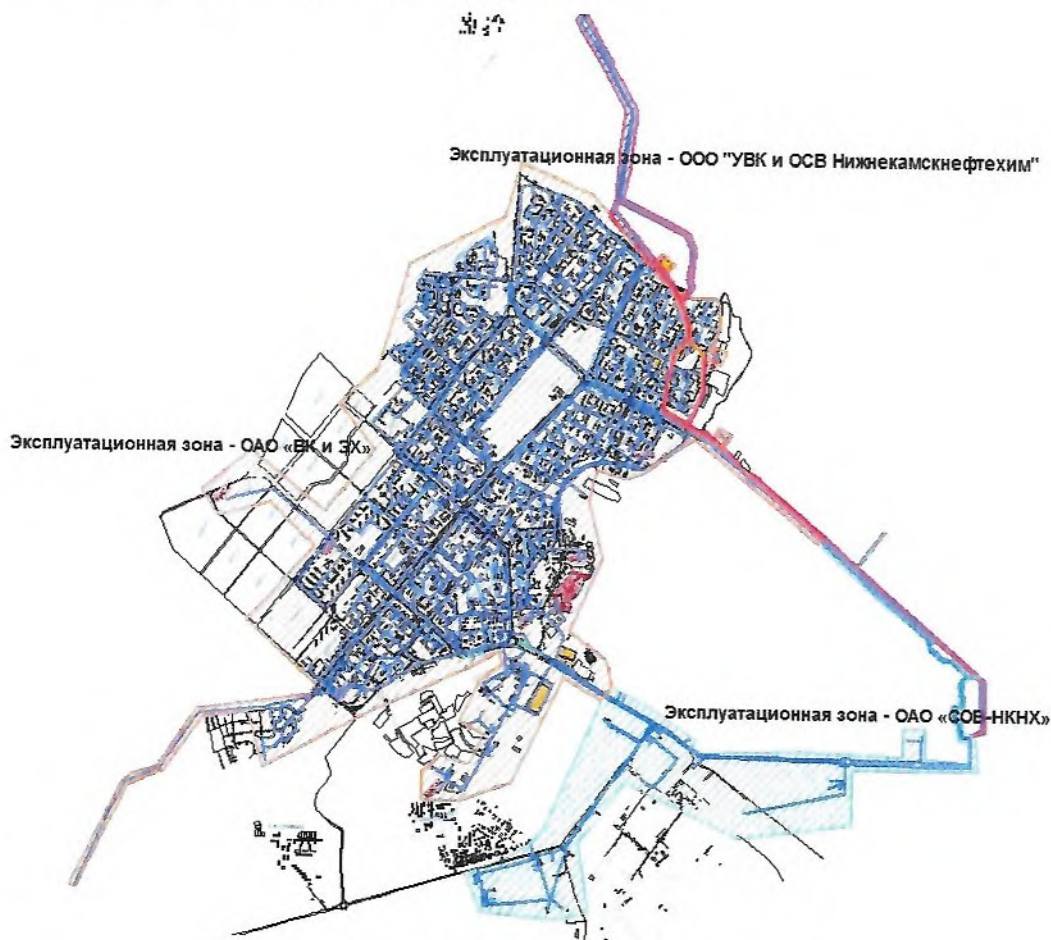 Эксплуатационная зона - ООО "УВК и ОСВ Нижнекамскнефтехим"
Эксплуатационная зона - ОАО «ВК и ЭХ»
Эксплуатационная зона - ОАО «СОВ-НКНХ»